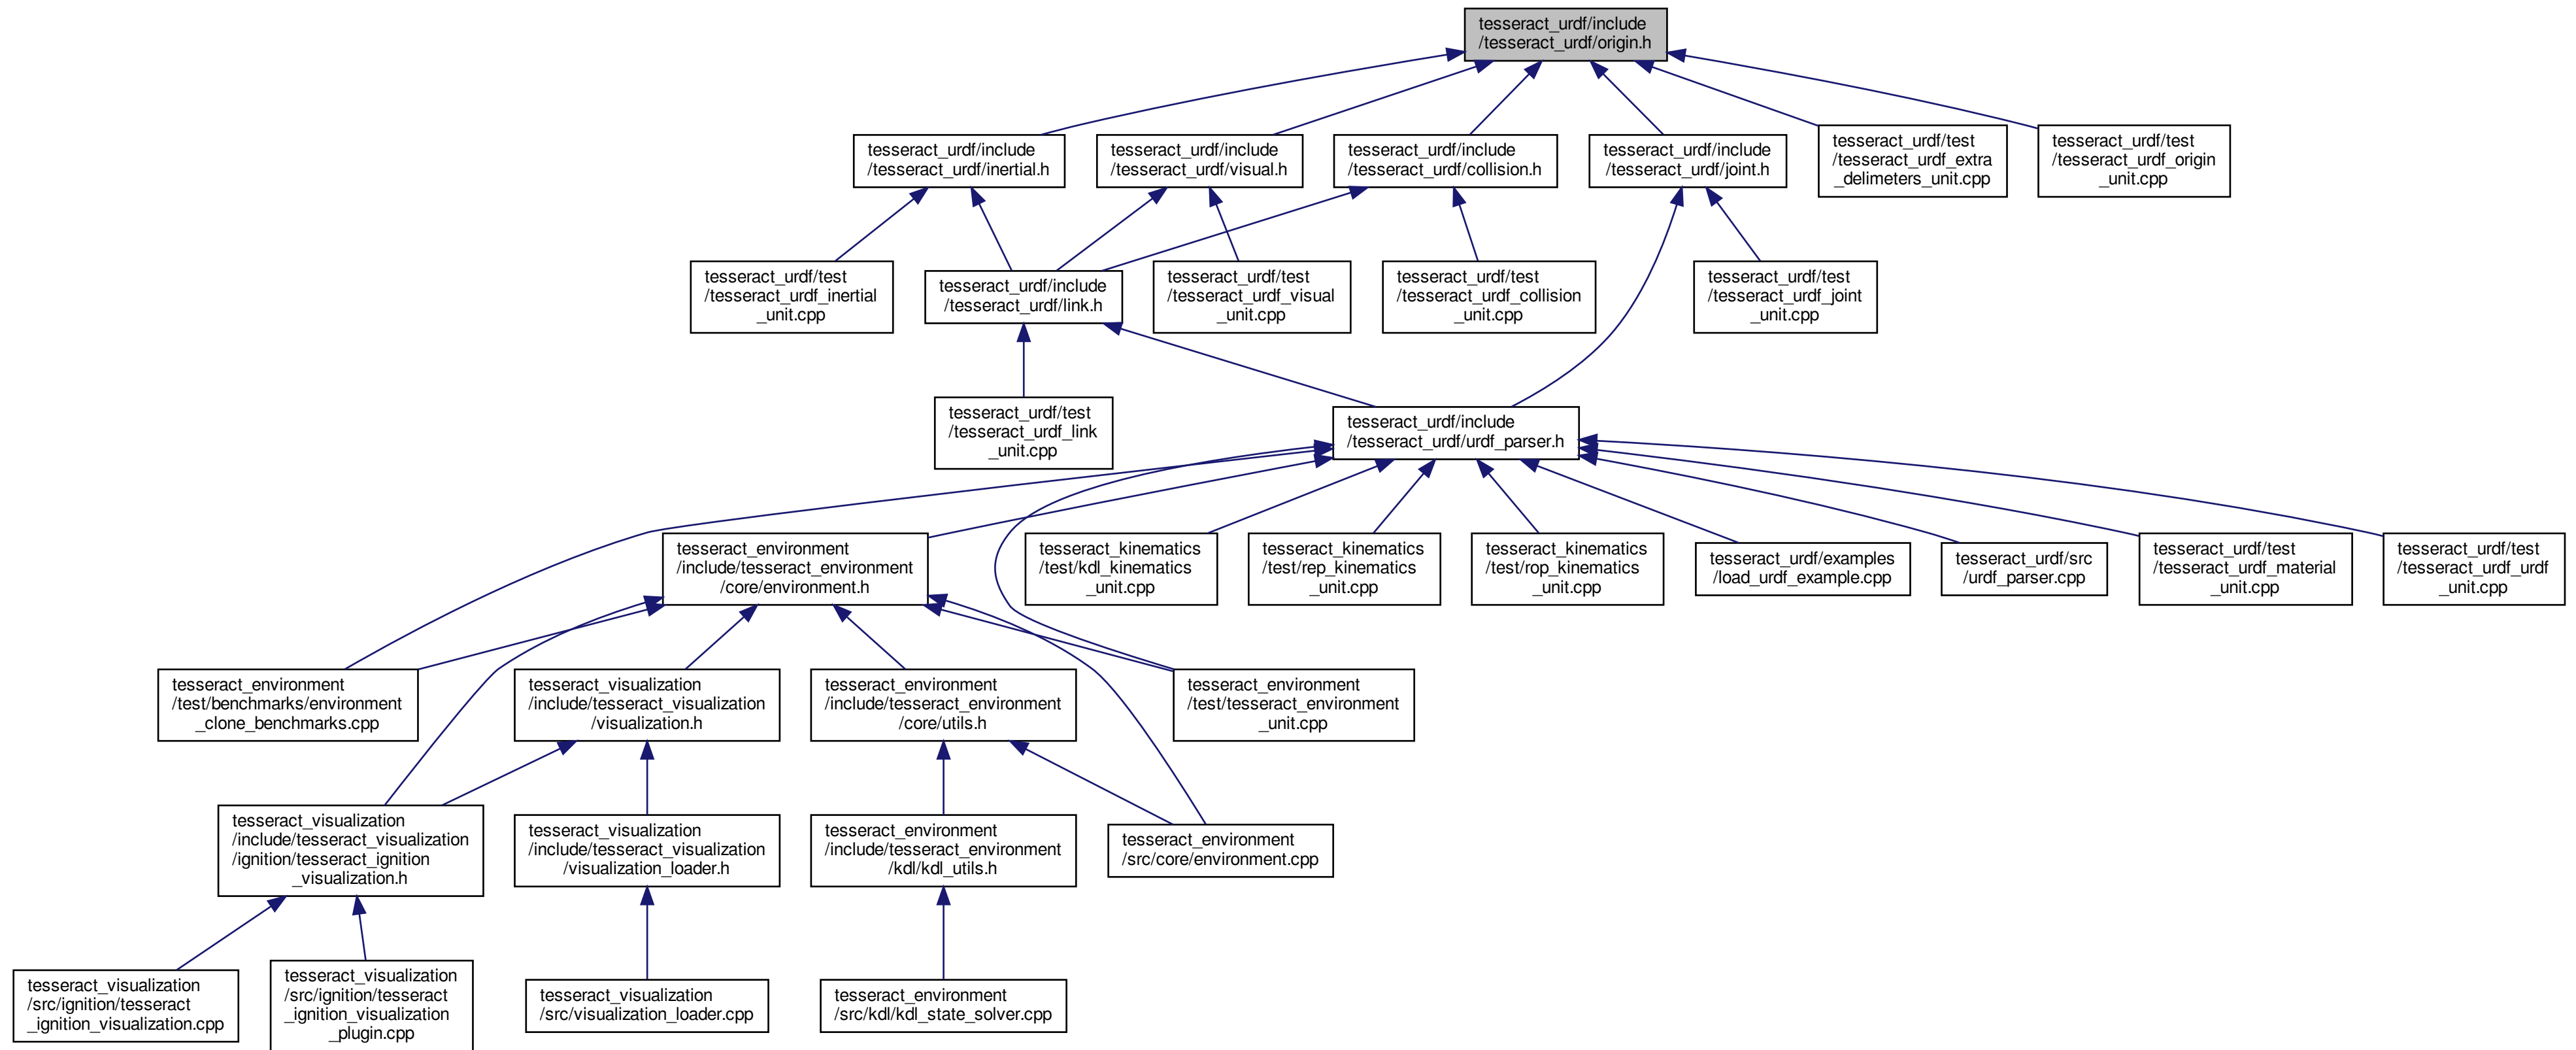 tesseract_urdf/include
/tesseract_urdf/origin.h
tesseract_urdf/include
/tesseract_urdf/inertial.h
tesseract_urdf/include
/tesseract_urdf/visual.h
tesseract_urdf/include
/tesseract_urdf/collision.h
tesseract_urdf/include
/tesseract_urdf/joint.h
tesseract_urdf/test
/tesseract_urdf_extra
_delimeters_unit.cpp
tesseract_urdf/test
/tesseract_urdf_origin
_unit.cpp
tesseract_urdf/test
/tesseract_urdf_inertial
_unit.cpp
tesseract_urdf/include
/tesseract_urdf/link.h
tesseract_urdf/test
/tesseract_urdf_visual
_unit.cpp
tesseract_urdf/test
/tesseract_urdf_collision
_unit.cpp
tesseract_urdf/test
/tesseract_urdf_joint
_unit.cpp
tesseract_urdf/test
/tesseract_urdf_link
_unit.cpp
tesseract_urdf/include
/tesseract_urdf/urdf_parser.h
tesseract_environment
/include/tesseract_environment
/core/environment.h
tesseract_kinematics
/test/kdl_kinematics
_unit.cpp
tesseract_kinematics
/test/rep_kinematics
_unit.cpp
tesseract_kinematics
/test/rop_kinematics
_unit.cpp
tesseract_urdf/examples
/load_urdf_example.cpp
tesseract_urdf/src
/urdf_parser.cpp
tesseract_urdf/test
/tesseract_urdf_material
_unit.cpp
tesseract_urdf/test
/tesseract_urdf_urdf
_unit.cpp
tesseract_environment
/test/benchmarks/environment
_clone_benchmarks.cpp
tesseract_visualization
/include/tesseract_visualization
/visualization.h
tesseract_environment
/include/tesseract_environment
/core/utils.h
tesseract_environment
/test/tesseract_environment
_unit.cpp
tesseract_visualization
/include/tesseract_visualization
/ignition/tesseract_ignition
_visualization.h
tesseract_visualization
/include/tesseract_visualization
/visualization_loader.h
tesseract_environment
/include/tesseract_environment
/kdl/kdl_utils.h
tesseract_environment
/src/core/environment.cpp
tesseract_visualization
/src/ignition/tesseract
_ignition_visualization.cpp
tesseract_visualization
/src/ignition/tesseract
_ignition_visualization
_plugin.cpp
tesseract_visualization
/src/visualization_loader.cpp
tesseract_environment
/src/kdl/kdl_state_solver.cpp